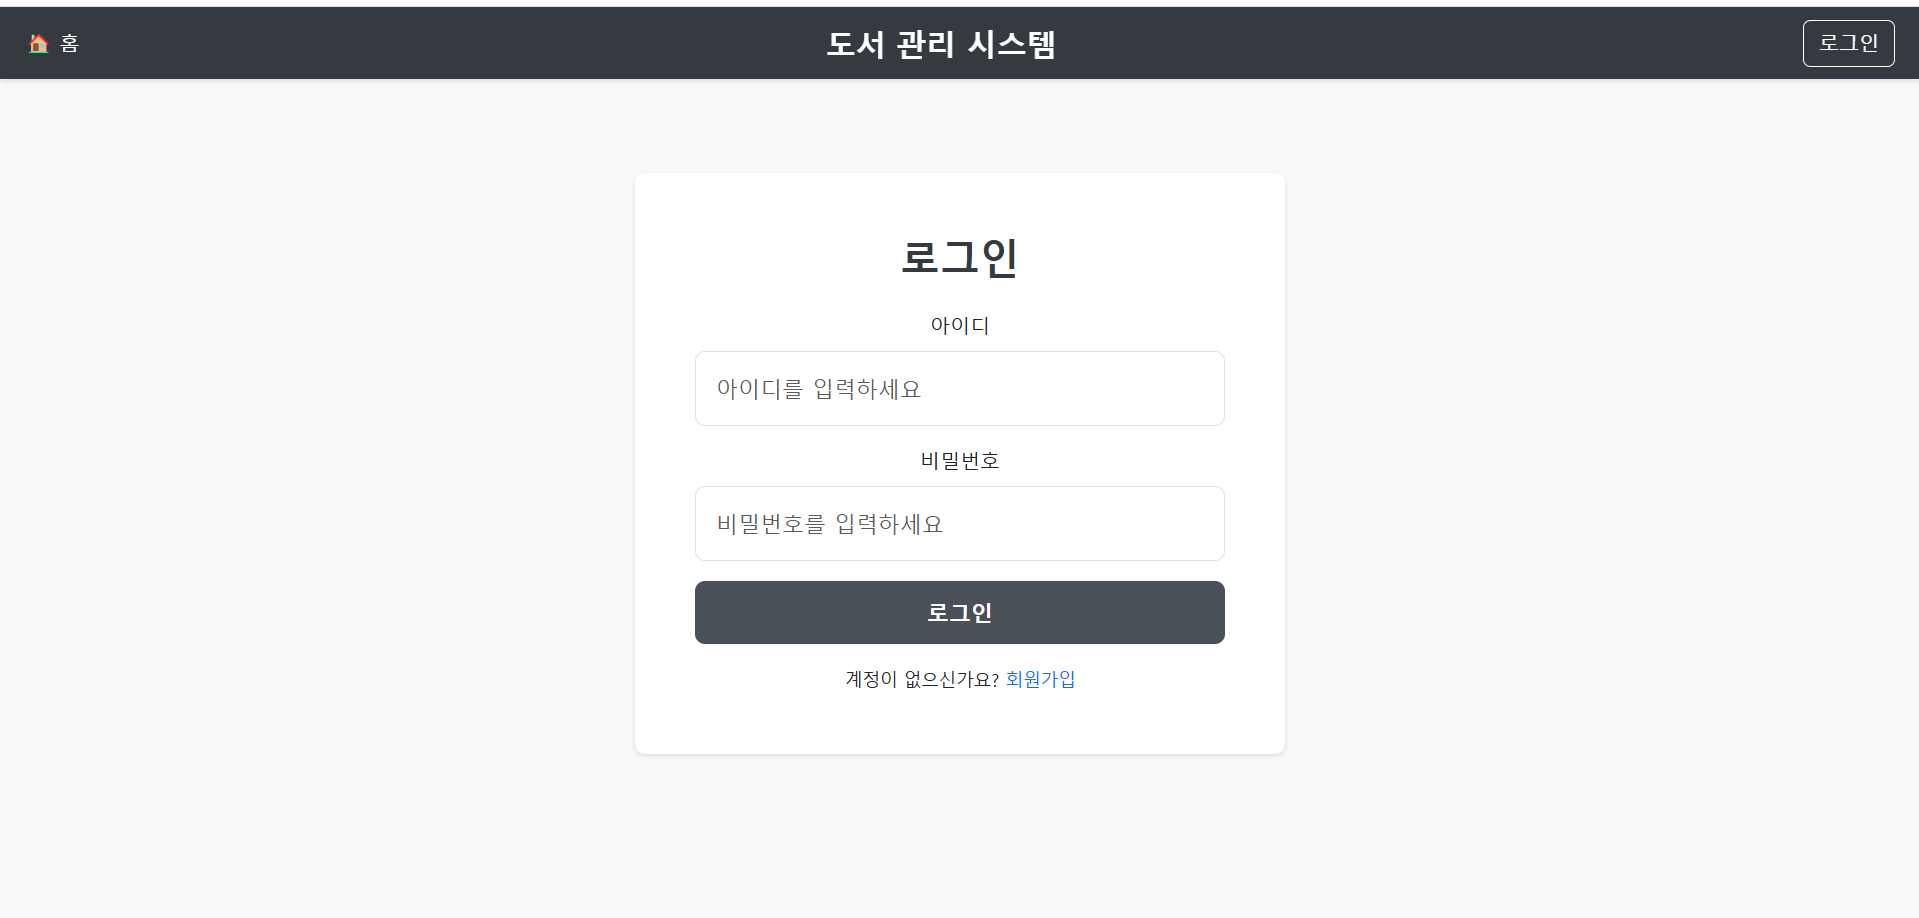 🏠 홈
도서 관리 시스템
로그인
로그인
아이디
아이디를 입력하세요
비밀번호
비밀번호를 입력하세요
로그인
계정이 없으신가요? 회원가입